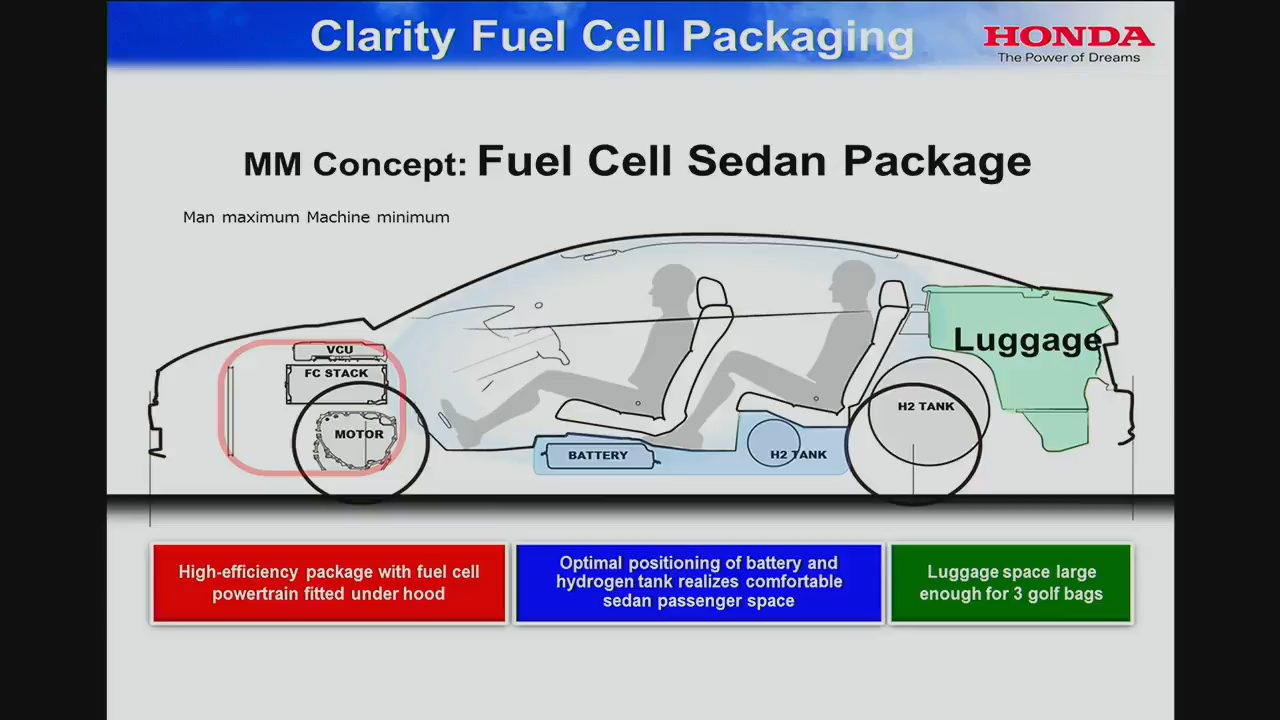 Clarity Fuel Cell Packaging
HONDA
The Power of Dreams
MM Concept: Fuel Cell Sedan Package
Man maximum Machine minimum
VCU
FC STACK
MOTOR
BATTERY
H2 TANK
H2 TANK
Luggage
High-efficiency package with fuel cell
powertrain fitted under hood
Optimal positioning of battery and
hydrogen tank realizes comfortable
sedan passenger space
Luggage space large
enough for 3 golf bags